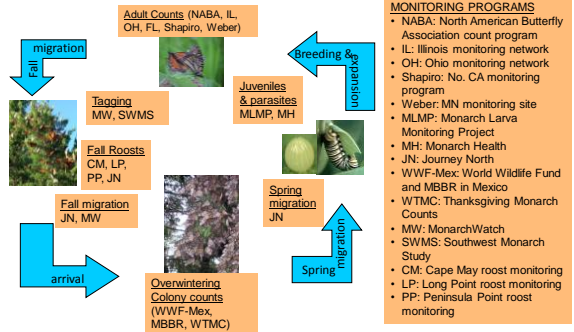 Adult Counts (NABA, IL,
OH, FL, Shapiro, Weber)
migration
Fall
Breeding &
expansion
Tagging
MW, SWMS
Juveniles
& parasites
MLMP, MH
Fall Roosts
CM, LP,
PP, JN
Fall migration
JN, MW
Spring
migration
JN
arrival
Spring
migration
Overwintering
Colony counts
(WWF-Mex,
MBBR, WTMC)
MONITORING PROGRAMS
• NABA: North American Butterfly
Association count program
• IL: Illinois monitoring network
• OH: Ohio monitoring network
• Shapiro: No. CA monitoring
program
• Weber: MN monitoring site
• MLMP: Monarch Larva
Monitoring Project
• MH: Monarch Health
• JN: Journey North
• WWF-Mex: World Wildlife Fund
and MBBR in Mexico
• WTMC: Thanksgiving Monarch
Counts
• MW: MonarchWatch
• SWMS: Southwest Monarch
Study
• CM: Cape May roost monitoring
• LP: Long Point roost monitoring
• PP: Peninsula Point roost
monitoring